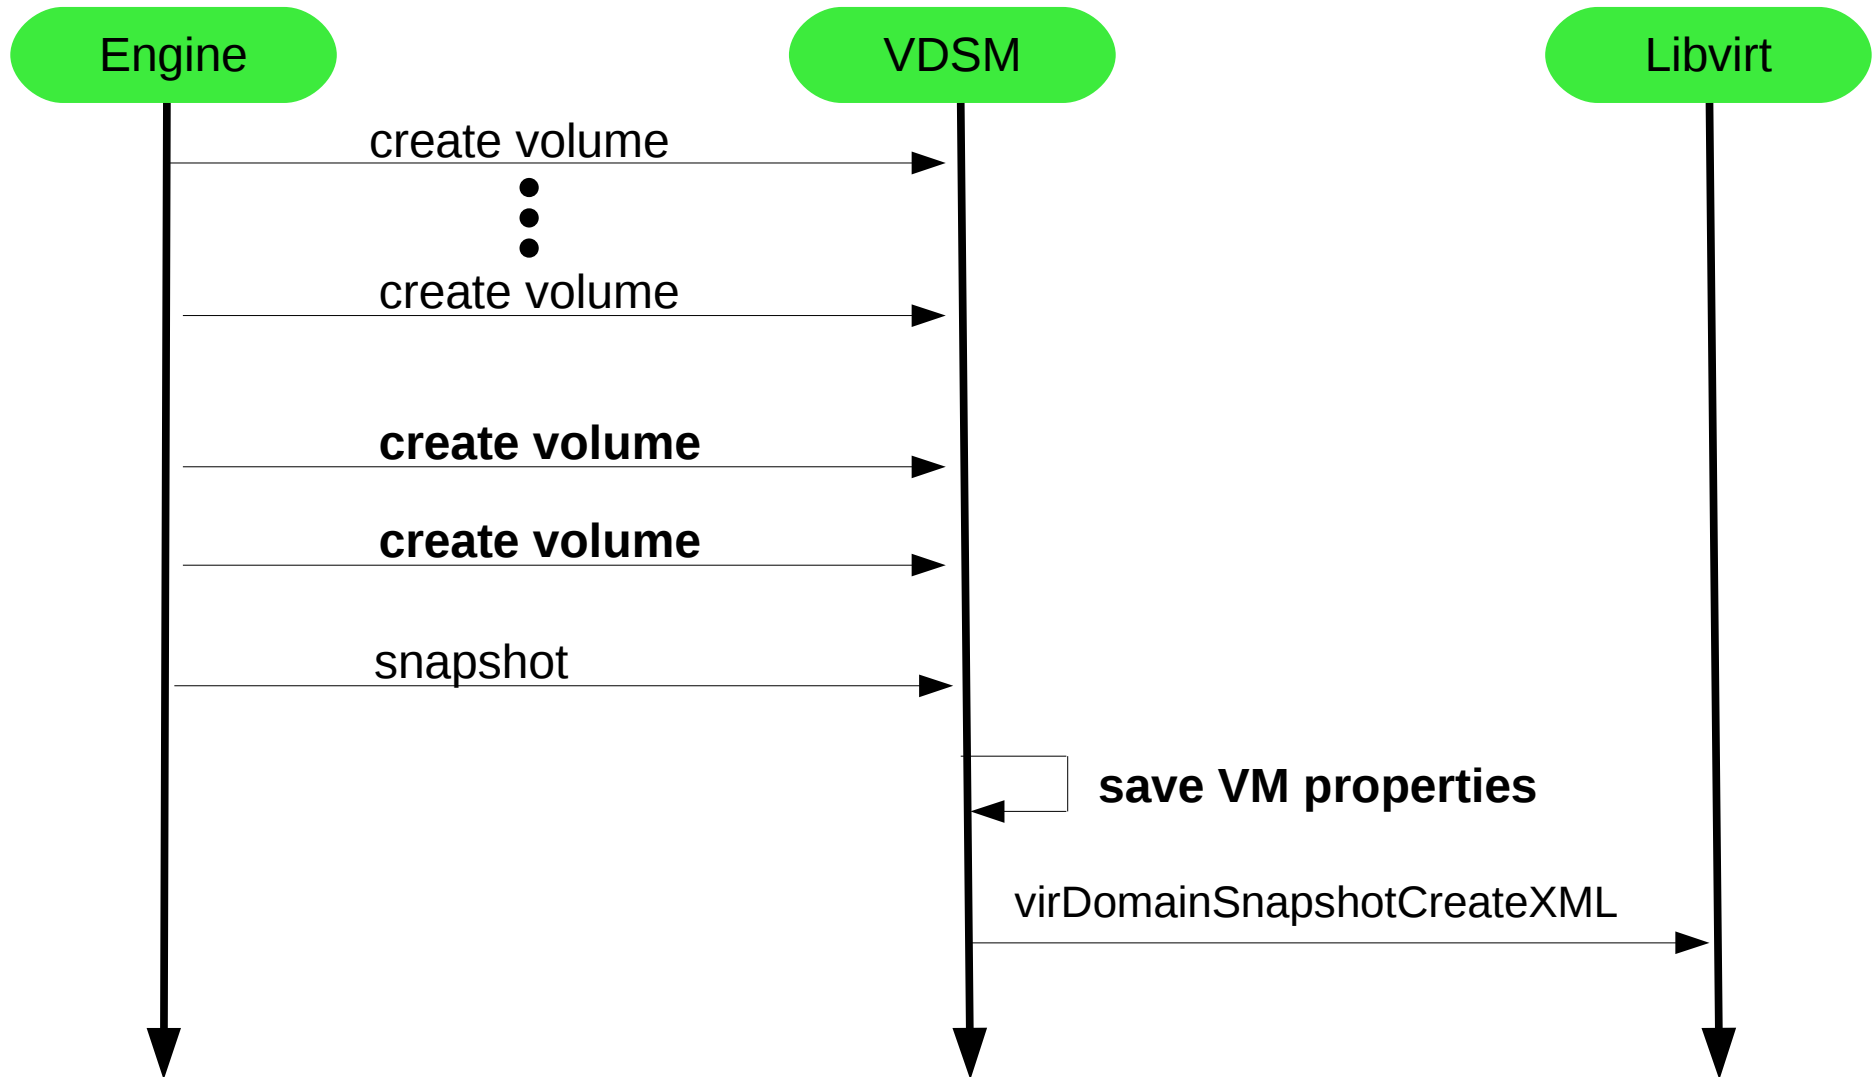 Engine
VDSM
Libvirt
create volume
create volume
create volume
create volume
snapshot
save VM properties
virDomainSnapshotCreateXML